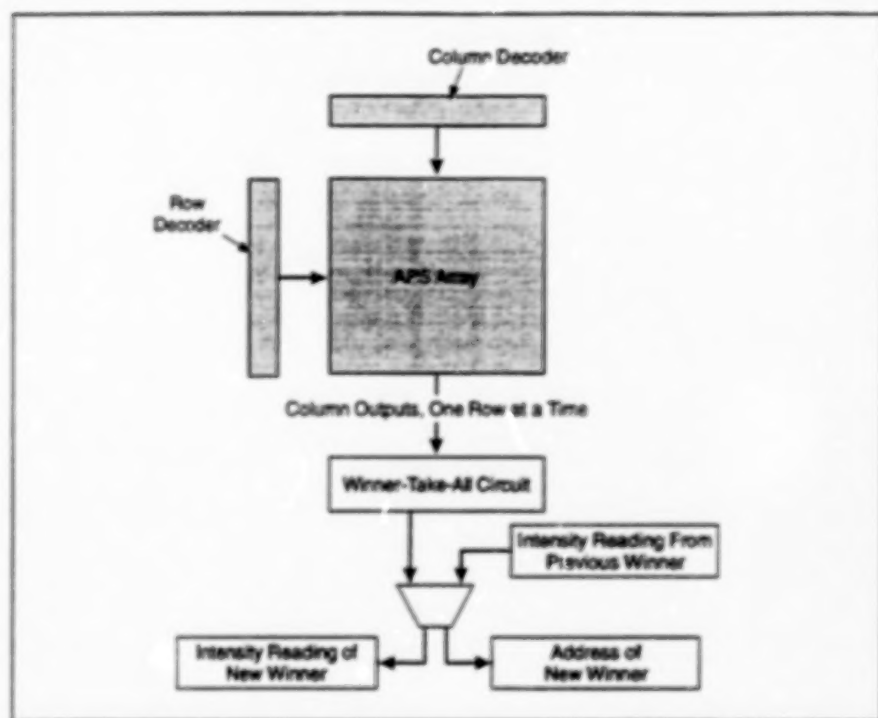 Column Decoder
Row
Decoder
APS Array
Column Outputs, One Row at a Time
Winner-Take-All Circuit
Intensity Reading From
Previous Winner
Intensity Reading of
New Winner
Address of
New Winner